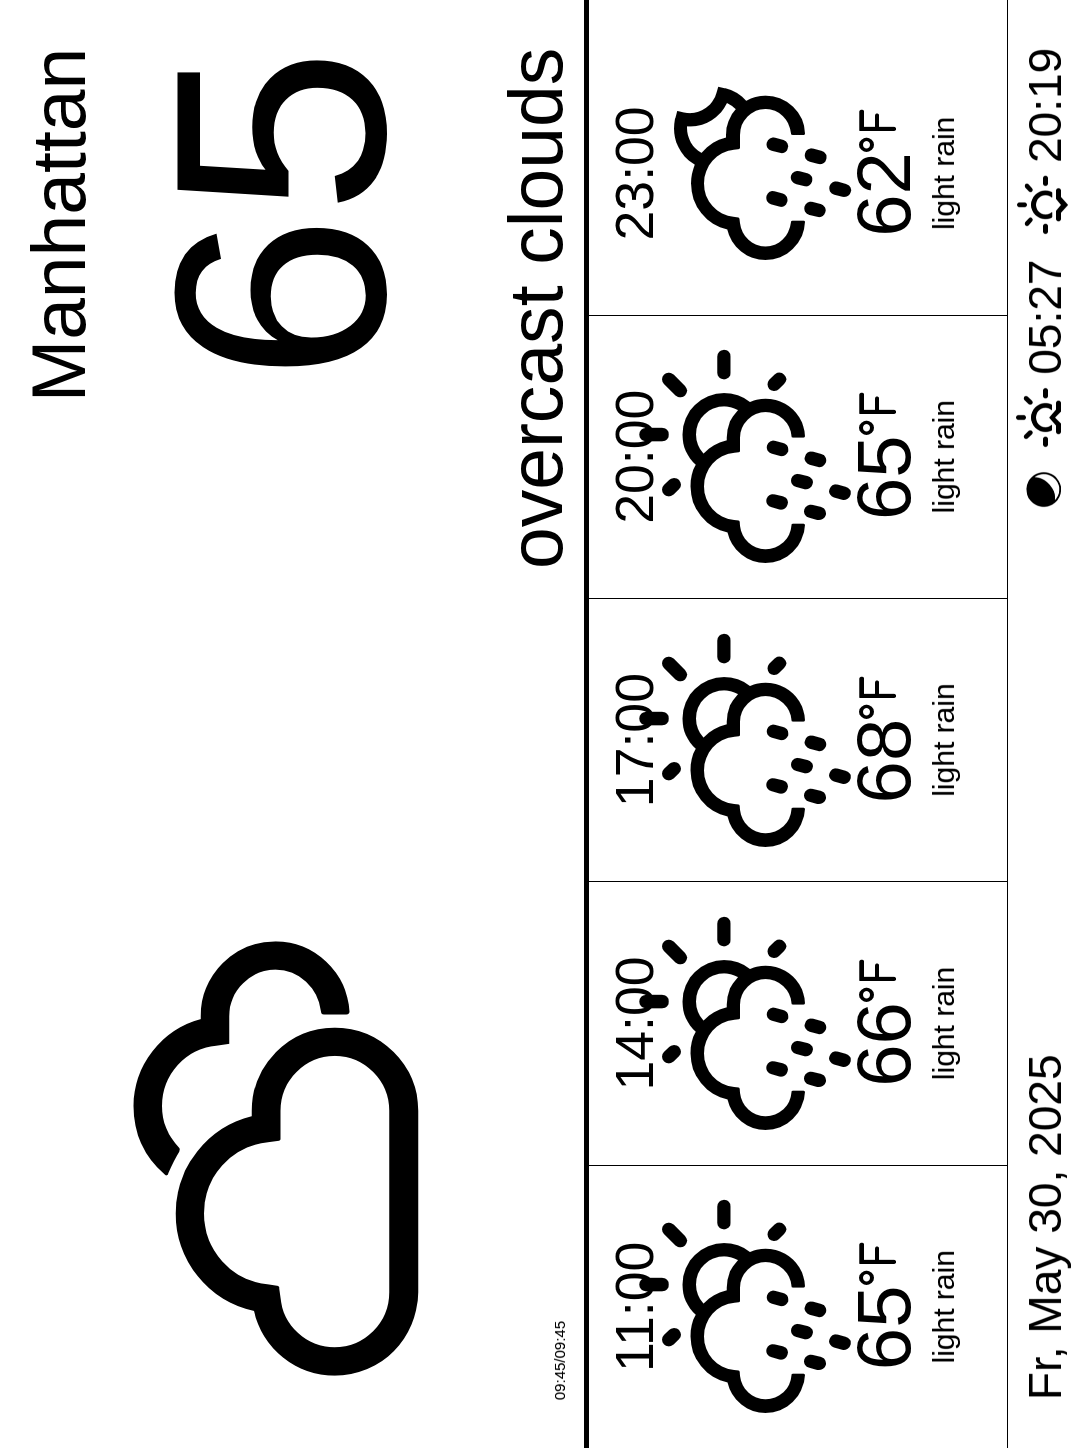 Manhattan
65
overcast clouds
09:45/09:45
11:00
65°F
light rain
14:00
66°F
light rain
17:00
68°F
light rain
20:00
65°F
light rain
23:00
62°F
light rain
Fr, May 30, 2025
05:27
20:19